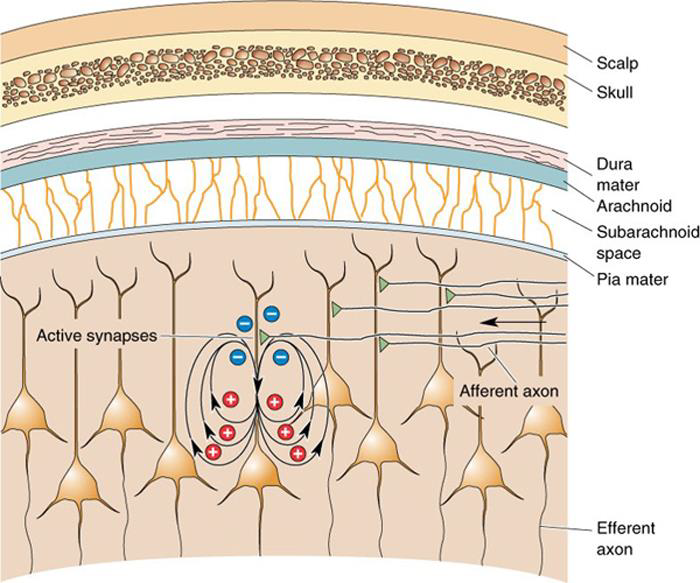 Scalp
Skull
Dura
mater
Arachnoid
Subarachnoid
space
Pia mater
Active synapses
Afferent axon
Efferent
axon